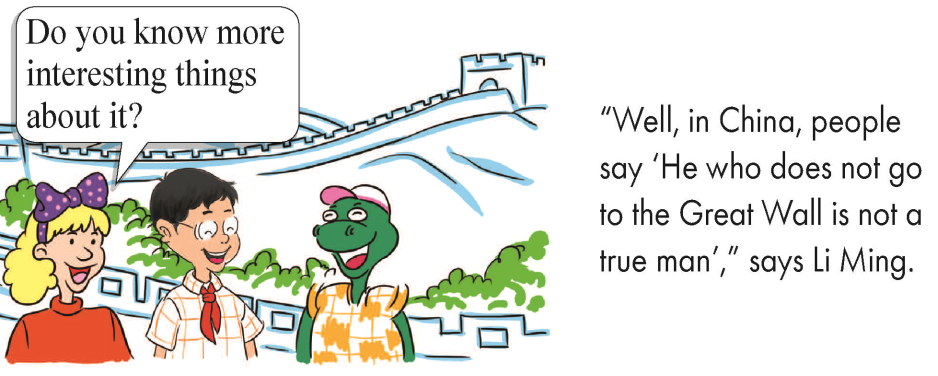 Do you know more
interesting things
about it?
“Well, in China, people
say ‘He who does not go
to the Great Wall is not a
true man’,” says Li Ming.